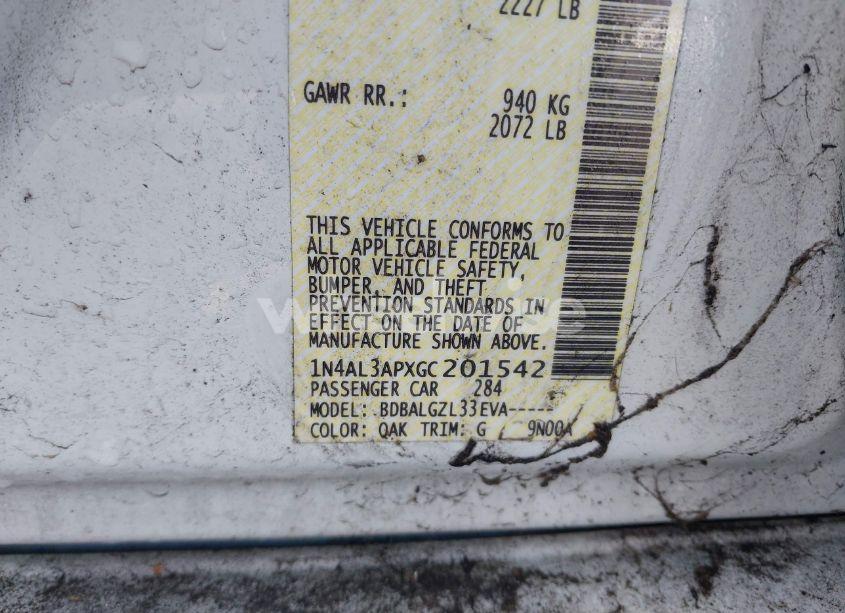 2227 LB
GAWR RR.: 940 KG
2072 LB
THIS VEHICLE CONFORMS TO
ALL APPLICABLE FEDERAL
MOTOR VEHICLE SAFETY,
BUMPER, AND THEFT
PREVENTION STANDARDS IN
EFFECT ON THE DATE OF
MANUFACTURE SHOWN ABOVE.
1N4AL3APXGC201542
PASSENGER CAR 284
MODEL: BDBALGZL33EVA-----
COLOR: QAK TRIM: G 9N00A